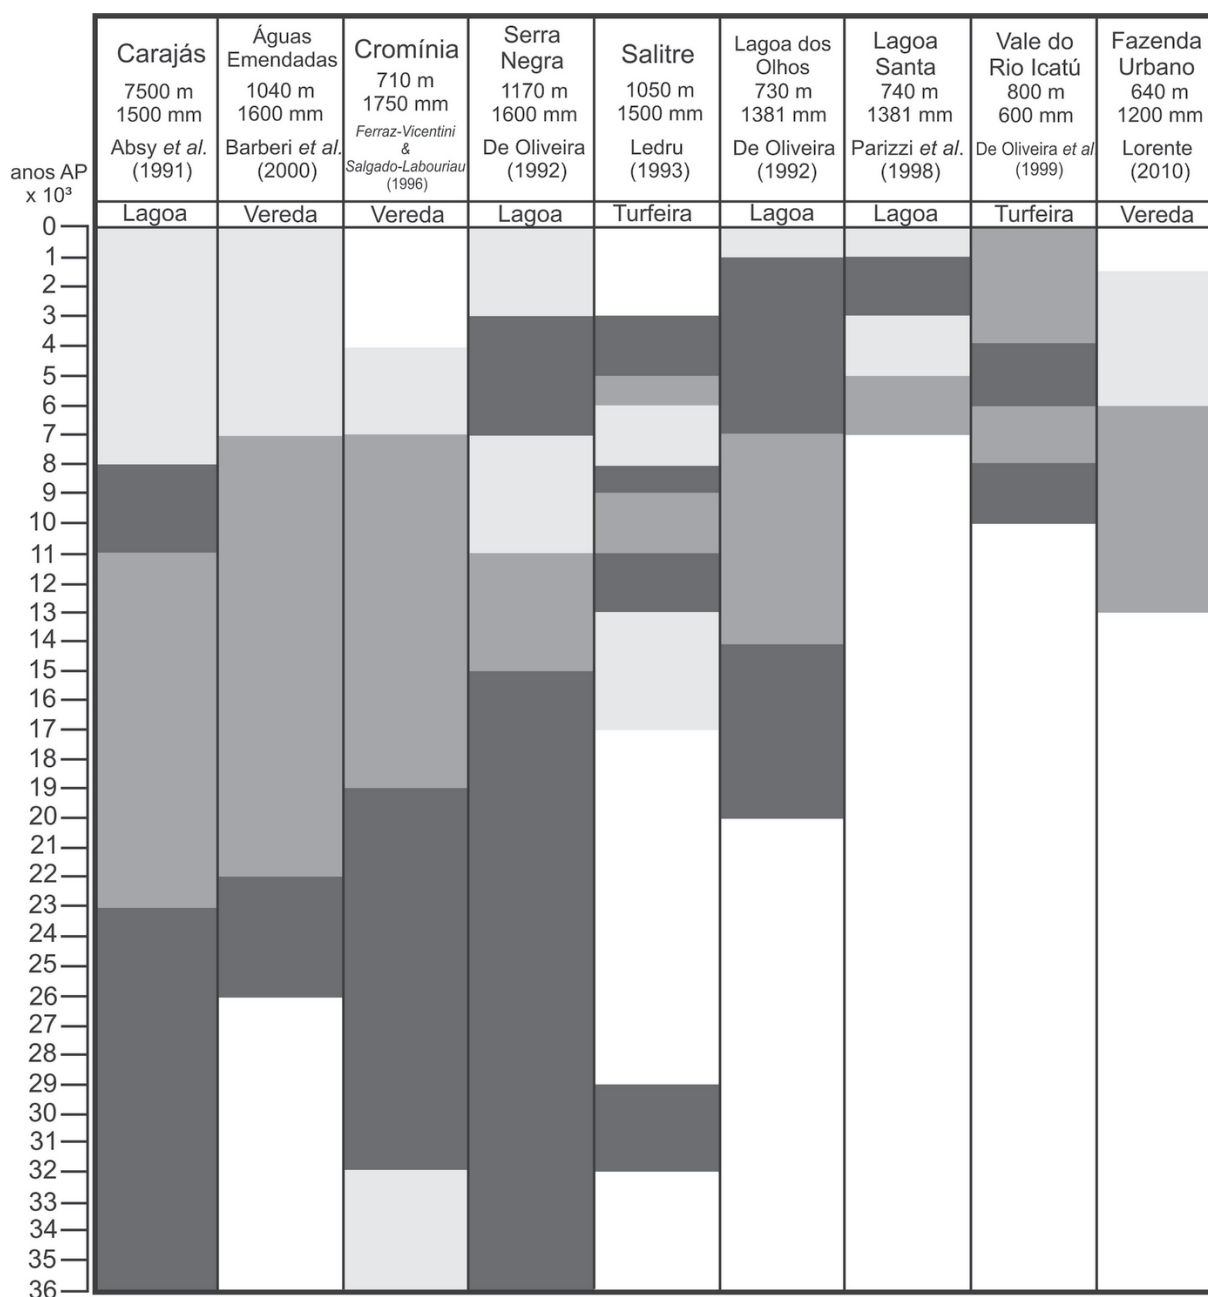 Carajás
7500 m
1500 mm
Absy et al.
(1991)
Lagoa
Águas
Emendadas
1040 m
1600 mm
Barberi et al.
(2000)
Vereda
Cromínia
710 m
1750 mm
Ferraz-Vicentini
&
Salgado-Labouriau
(1996)
Vereda
Serra
Negra
1170 m
1600 mm
De Oliveira
(1992)
Lagoa
Salitre
1050 m
1500 mm
Ledru
(1993)
Turfeira
Lagoa dos
Olhos
730 m
1381 mm
De Oliveira
(1992)
Lagoa
Lagoa
Santa
740 m
1381 mm
Parizzi et al.
(1998)
Lagoa
Vale do
Rio Icatú
800 m
600 mm
De Oliveira et al
(1999)
Turfeira
Fazenda
Urbano
640 m
1200 mm
Lorente
(2010)
Vereda
anos AP
x 10³
0
1
2
3
4
5
6
7
8
9
10
11
12
13
14
15
16
17
18
19
20
21
22
23
24
25
26
27
28
29
30
31
32
33
34
35
36